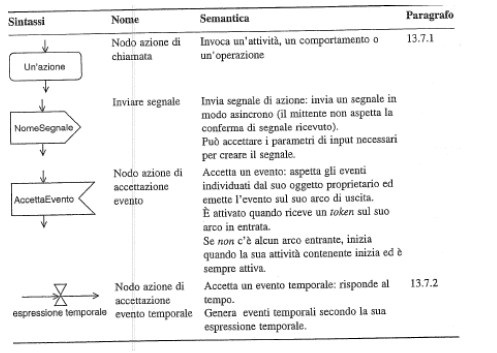 Sintassi Nome Semantica Paragrafo
Un'azione
Nodo azione di
chiamata
Invoca un'attività, un comportamento o
un'operazione
13.7.1
NomeSegnale
Inviare segnale
Invia segnale di azione: invia un segnale in
modo asincrono (il mittente non aspetta la
conferma di segnale ricevuto).
Può accettare i parametri di input necessari
per creare il segnale.
AccettaEvento
Nodo azione di
accettazione
evento
Accetta un evento: aspetta gli eventi
individuati dal suo oggetto proprietario ed
emette l'evento sul suo arco di uscita.
È attivato quando riceve un token sul suo
arco in entrata.
Se non c'è alcun arco entrante, inizia
quando la sua attività contenente inizia ed è
sempre attiva.
espressione temporale
Nodo azione di
accettazione
evento temporale
Accetta un evento temporale: risponde al
tempo.
Genera eventi temporali secondo la sua
espressione temporale.
13.7.2